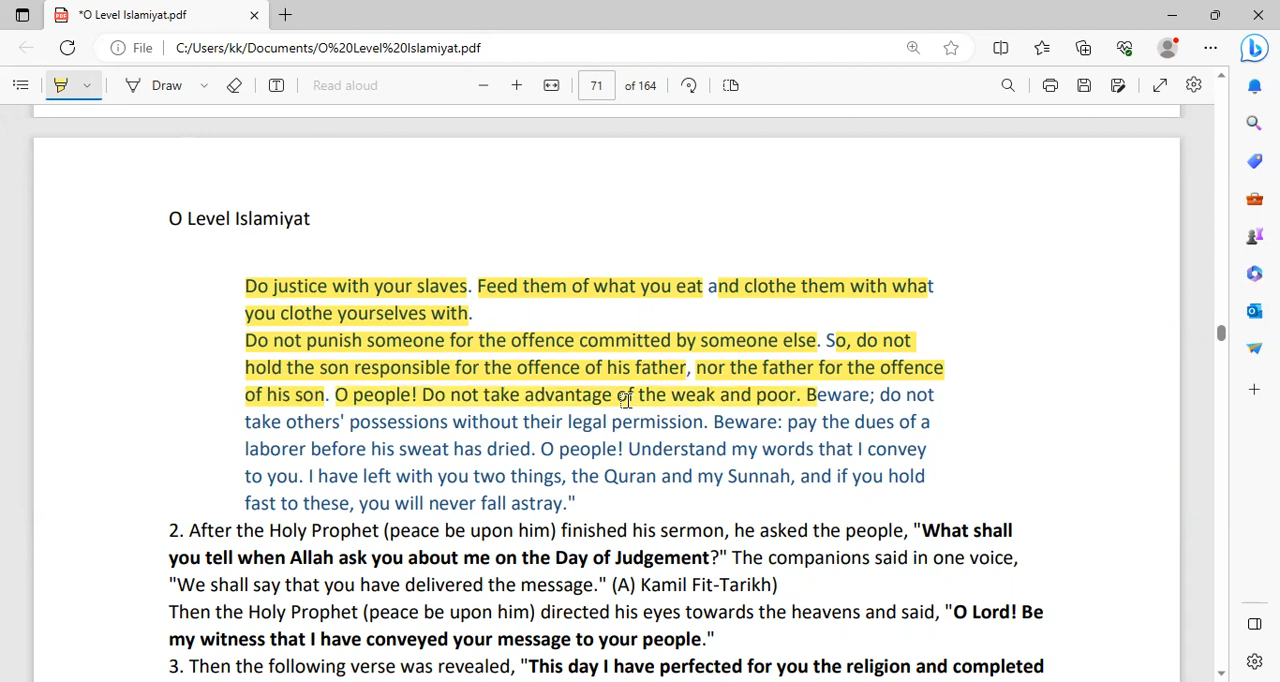 *O Level Islamiyat.pdf
File C:/Users/kk/Documents/O%20Level%20Islamiyat.pdf
Draw Read aloud 71 of 164
O Level Islamiyat
Do justice with your slaves. Feed them of what you eat and clothe them with what
you clothe yourselves with.
Do not punish someone for the offence committed by someone else. So, do not
hold the son responsible for the offence of his father, nor the father for the offence
of his son. O people! Do not take advantage of the weak and poor. Beware; do not
take others' possessions without their legal permission. Beware: pay the dues of a
laborer before his sweat has dried. O people! Understand my words that I convey
to you. I have left with you two things, the Quran and my Sunnah, and if you hold
fast to these, you will never fall astray."
2. After the Holy Prophet (peace be upon him) finished his sermon, he asked the people, "What shall
you tell when Allah ask you about me on the Day of Judgement?" The companions said in one voice,
"We shall say that you have delivered the message." (A) Kamil Fit-Tarikh)
Then the Holy Prophet (peace be upon him) directed his eyes towards the heavens and said, "O Lord! Be
my witness that I have conveyed your message to your people."
3. Then the following verse was revealed, "This day I have perfected for you the religion and completed